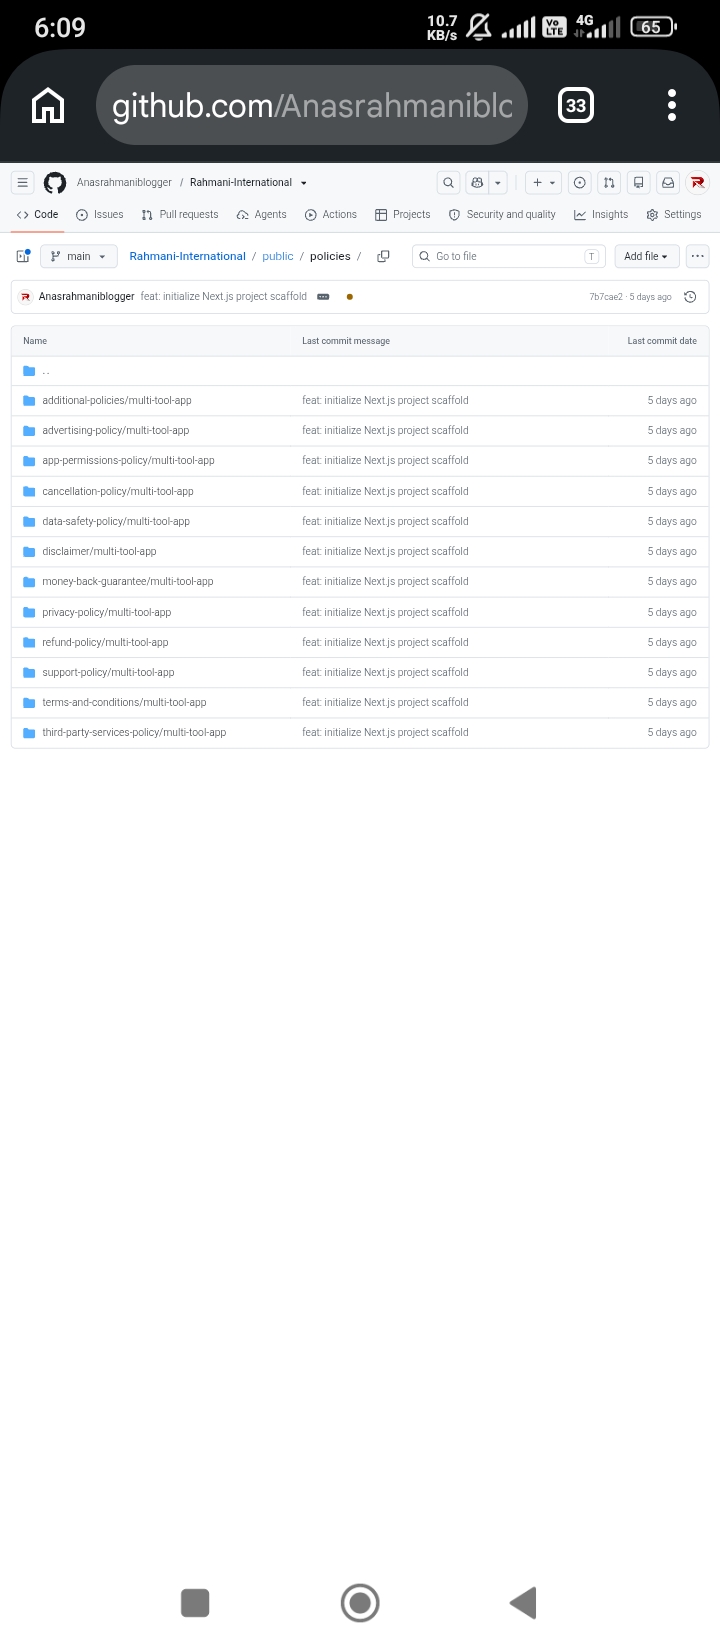 6:09
10.7 KB/s
Vo LTE
4G
65
github.com/Anasrahmaniblo
33
Anasrahmaniblogger / Rahmani-International
Code Issues Pull requests Agents Actions Projects Security and quality Insights Settings
main Rahmani-International / public / policies / Go to file T Add file
Anasrahmaniblogger feat: initialize Next.js project scaffold 7b7cae2 · 5 days ago
Name Last commit message Last commit date
..
additional-policies/multi-tool-app feat: initialize Next.js project scaffold 5 days ago
advertising-policy/multi-tool-app feat: initialize Next.js project scaffold 5 days ago
app-permissions-policy/multi-tool-app feat: initialize Next.js project scaffold 5 days ago
cancellation-policy/multi-tool-app feat: initialize Next.js project scaffold 5 days ago
data-safety-policy/multi-tool-app feat: initialize Next.js project scaffold 5 days ago
disclaimer/multi-tool-app feat: initialize Next.js project scaffold 5 days ago
money-back-guarantee/multi-tool-app feat: initialize Next.js project scaffold 5 days ago
privacy-policy/multi-tool-app feat: initialize Next.js project scaffold 5 days ago
refund-policy/multi-tool-app feat: initialize Next.js project scaffold 5 days ago
support-policy/multi-tool-app feat: initialize Next.js project scaffold 5 days ago
terms-and-conditions/multi-tool-app feat: initialize Next.js project scaffold 5 days ago
third-party-services-policy/multi-tool-app feat: initialize Next.js project scaffold 5 days ago